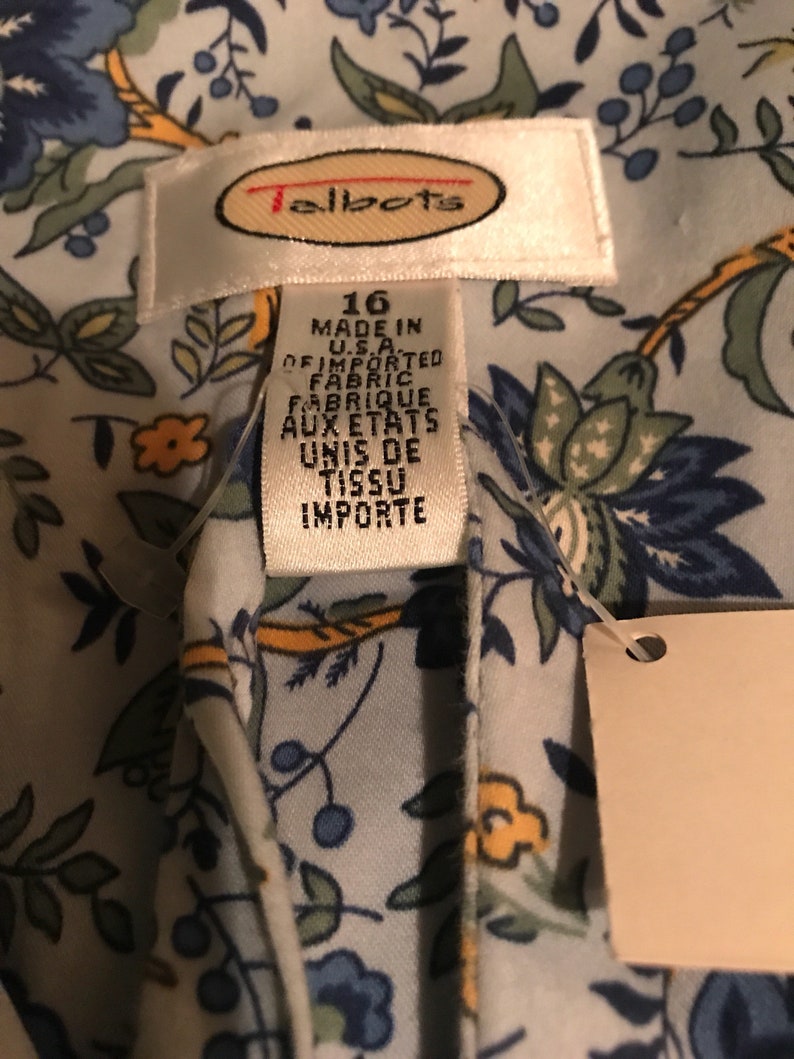 Talbots
16
MADE IN
U.S.A.
OF IMPORTED
FABRIC
FABRIQUE
AUX ETATS
UNIS DE
TISSU
IMPORTE